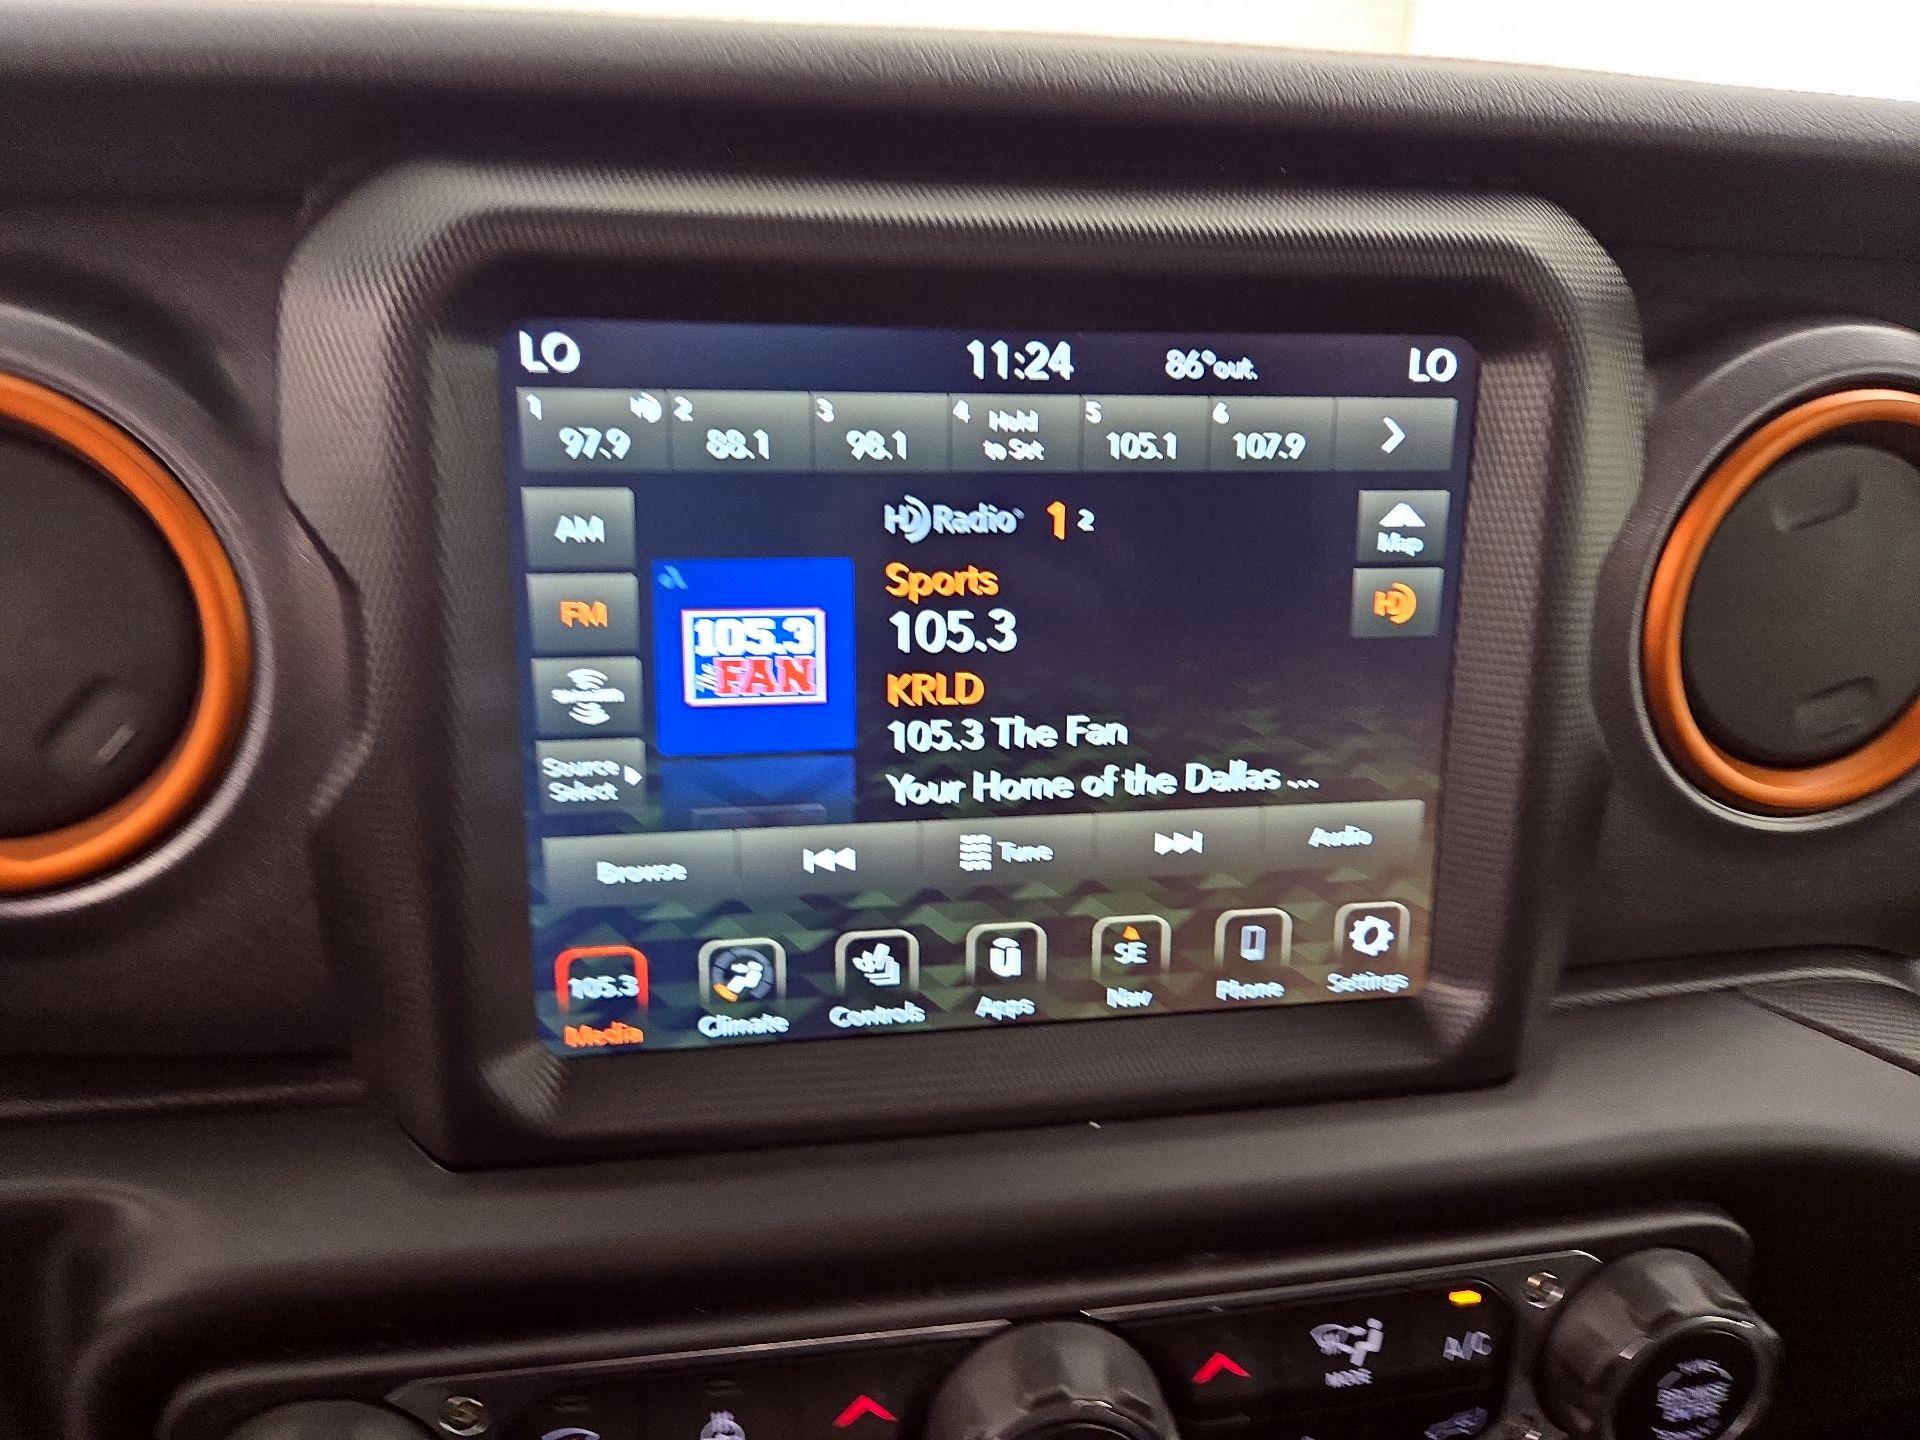 LO 11:24 86°out. LO
1 97.9 2 88.1 3 98.1 4 Hold to Set 5 105.1 6 107.9
AM
HD Radio 1 2
Map
FM
HD
105.3
The FAN
Sports
105.3
KRLD
105.3 The Fan
Your Home of the Dallas ...
Source
Select
Browse Tune Audio
105.3 SE
Media Climate Controls Apps Nav Phone Settings
MODE A/C